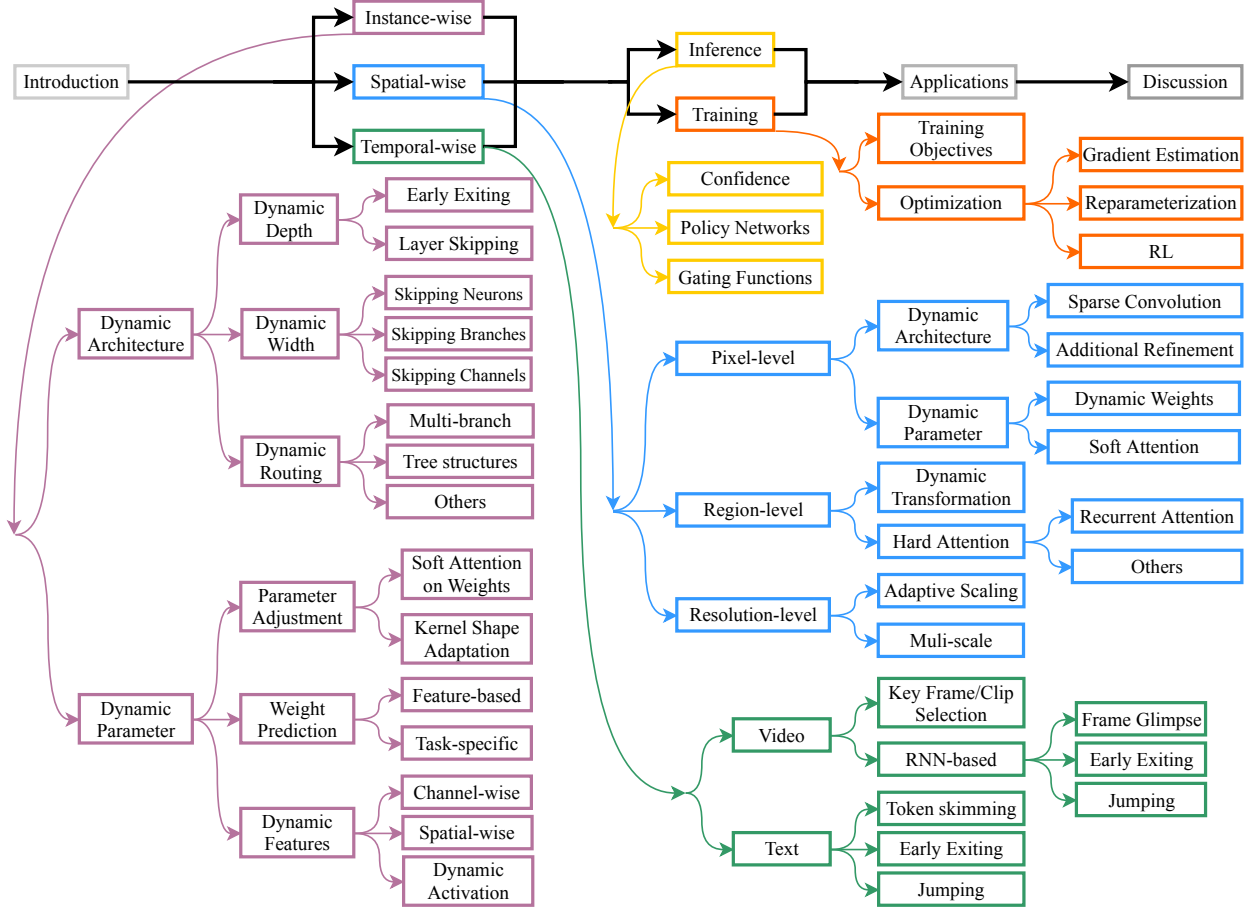 Introduction
Instance-wise
Spatial-wise
Temporal-wise
Inference
Training
Applications
Discussion
Training
Objectives
Optimization
Gradient Estimation
Reparameterization
RL
Confidence
Policy Networks
Gating Functions
Dynamic
Architecture
Dynamic
Depth
Early Exiting
Layer Skipping
Dynamic
Width
Skipping Neurons
Skipping Branches
Skipping Channels
Dynamic
Routing
Multi-branch
Tree structures
Others
Dynamic
Parameter
Parameter
Adjustment
Soft Attention
on Weights
Kernel Shape
Adaptation
Weight
Prediction
Feature-based
Task-specific
Dynamic
Features
Channel-wise
Spatial-wise
Dynamic
Activation
Pixel-level
Dynamic
Architecture
Sparse Convolution
Additional Refinement
Dynamic
Parameter
Dynamic Weights
Soft Attention
Region-level
Dynamic
Transformation
Hard Attention
Recurrent Attention
Others
Resolution-level
Adaptive Scaling
Muli-scale
Video
Key Frame/Clip
Selection
RNN-based
Frame Glimpse
Early Exiting
Jumping
Text
Token skimming
Early Exiting
Jumping